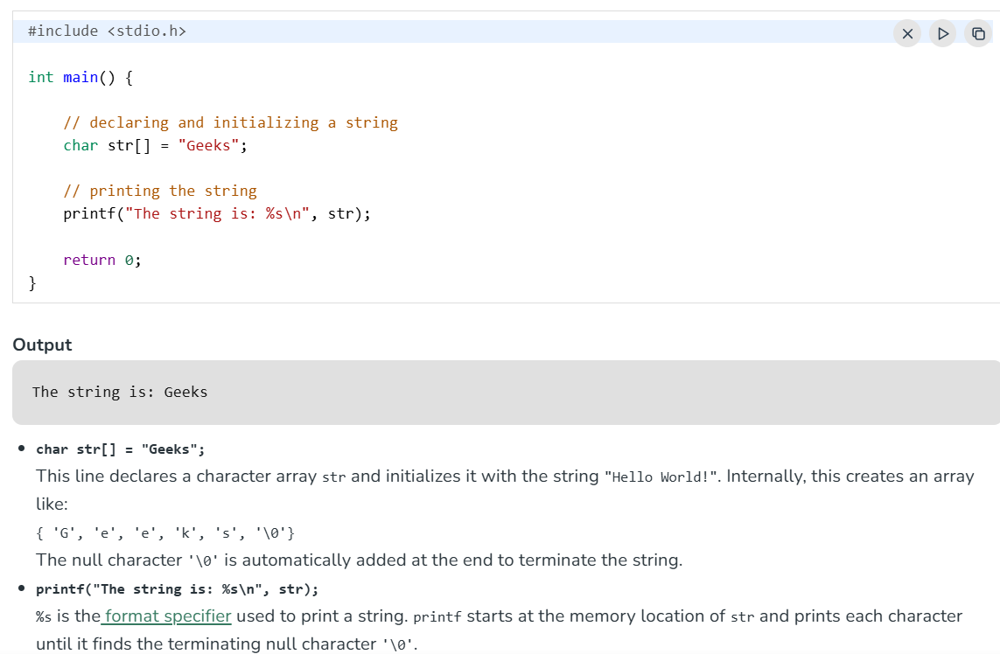 #include <stdio.h>
int main() {
    // declaring and initializing a string
    char str[] = "Geeks";
    // printing the string
    printf("The string is: %s\n", str);
    return 0;
}
Output
The string is: Geeks
• char str[] = "Geeks";
This line declares a character array str and initializes it with the string "Hello World!". Internally, this creates an array
like:
{ 'G', 'e', 'e', 'k', 's', '\0'}
The null character '\0' is automatically added at the end to terminate the string.
• printf("The string is: %s\n", str);
%s is the format specifier used to print a string. printf starts at the memory location of str and prints each character
until it finds the terminating null character '\0'.